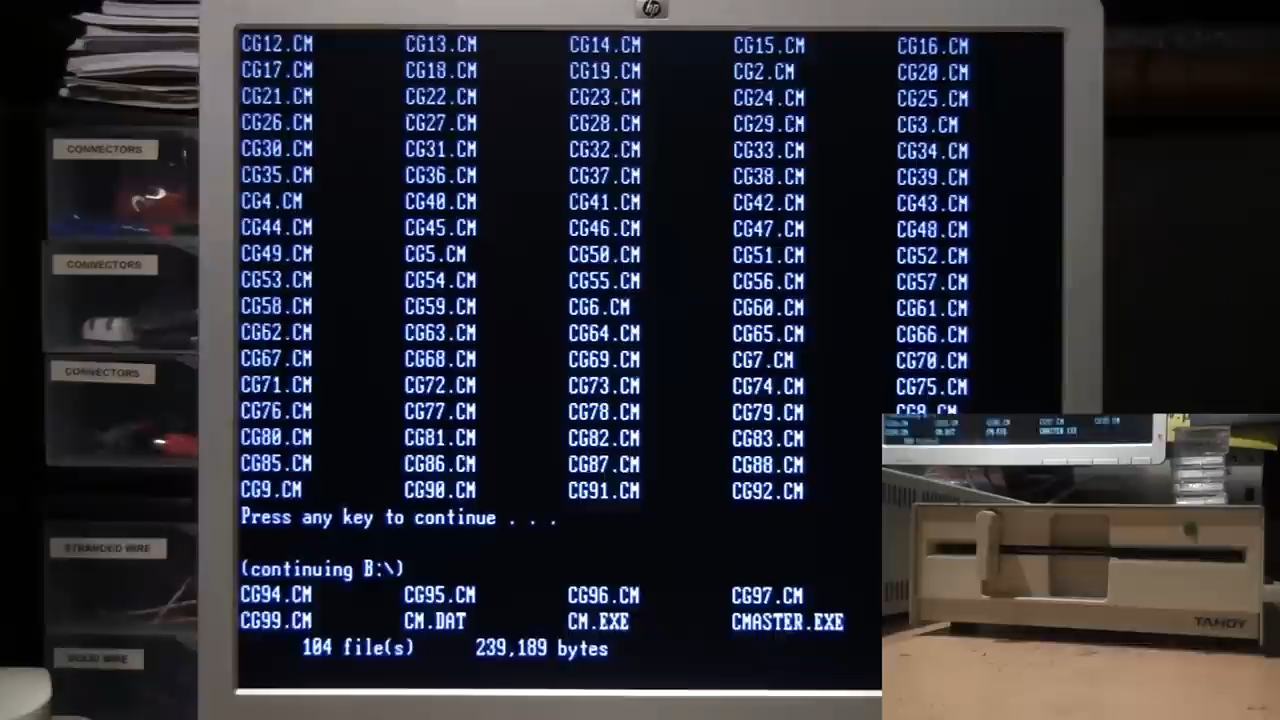 hp
CG12.CM CG13.CM CG14.CM CG15.CM CG16.CM
CG17.CM CG18.CM CG19.CM CG2.CM CG20.CM
CG21.CM CG22.CM CG23.CM CG24.CM CG25.CM
CG26.CM CG27.CM CG28.CM CG29.CM CG3.CM
CG30.CM CG31.CM CG32.CM CG33.CM CG34.CM
CG35.CM CG36.CM CG37.CM CG38.CM CG39.CM
CG4.CM CG40.CM CG41.CM CG42.CM CG43.CM
CG44.CM CG45.CM CG46.CM CG47.CM CG48.CM
CG49.CM CG5.CM CG50.CM CG51.CM CG52.CM
CG53.CM CG54.CM CG55.CM CG56.CM CG57.CM
CG58.CM CG59.CM CG6.CM CG60.CM CG61.CM
CG62.CM CG63.CM CG64.CM CG65.CM CG66.CM
CG67.CM CG68.CM CG69.CM CG7.CM CG70.CM
CG71.CM CG72.CM CG73.CM CG74.CM CG75.CM
CG76.CM CG77.CM CG78.CM CG79.CM CG8.CM
CG80.CM CG81.CM CG82.CM CG83.CM
CG85.CM CG86.CM CG87.CM CG88.CM
CG9.CM CG90.CM CG91.CM CG92.CM
Press any key to continue . . .
(continuing B:\)
CG94.CM CG95.CM CG96.CM CG97.CM
CG99.CM CM.DAT CM.EXE CMASTER.EXE
104 file(s) 239,189 bytes
CONNECTORS
CONNECTORS
CONNECTORS
STRANDED WIRE
SOLID WIRE
TANDY